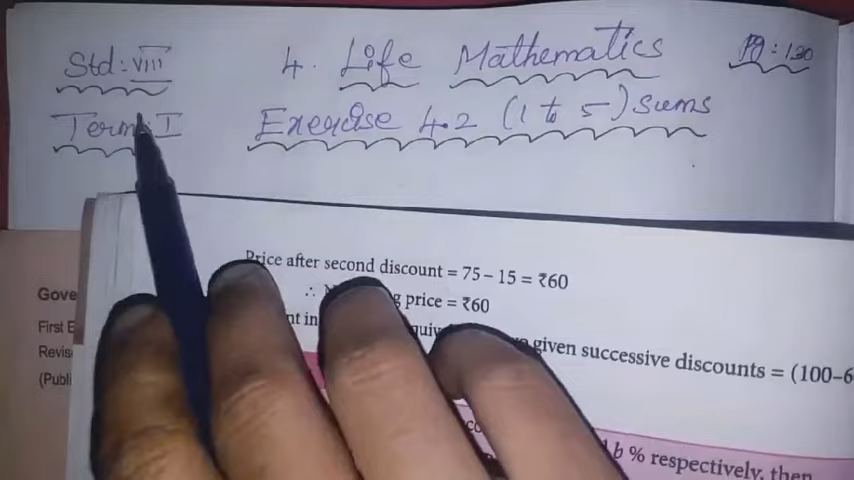 Std: VIII 4. Life Mathematics Pg: 130
Term: I Exercise 4.2 (1 to 5) Sums
Price after second discount = 75 – 15 = ₹60
∴ g price = ₹60
given successive discounts = (100–6
Gove
First E
Revis
(Publi
b % respectively, then